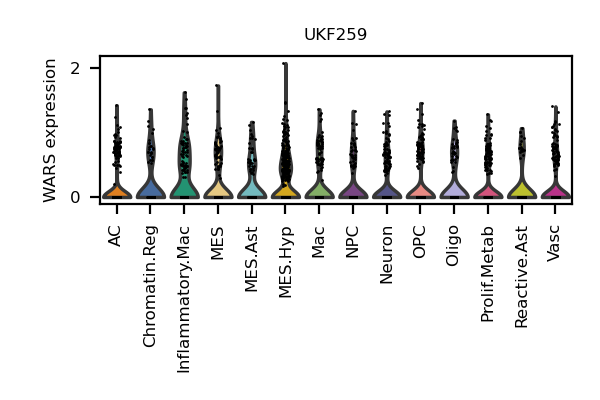 UKF259
WARS expression
2
0
AC
Chromatin.Reg
Inflammatory.Mac
MES
MES.Ast
MES.Hyp
Mac
NPC
Neuron
OPC
Oligo
Prolif.Metab
Reactive.Ast
Vasc